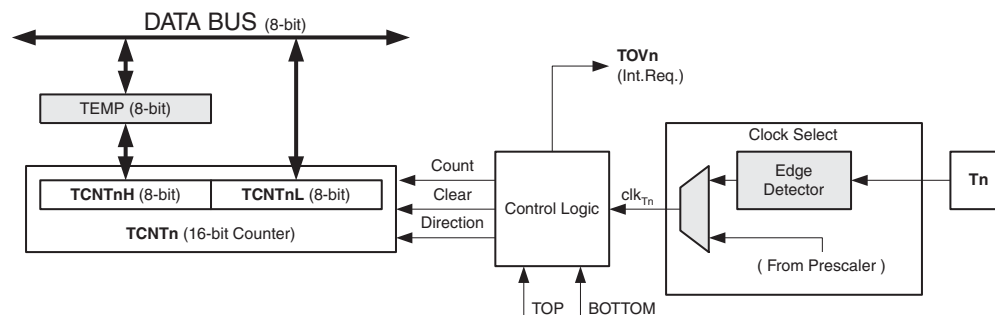 DATA BUS (8-bit)
TOVn
(Int.Req.)
TEMP (8-bit)
Clock Select
Count
Edge
Detector
Tn
TCNTnH (8-bit) TCNTnL (8-bit)
Clear
Control Logic
clkTn
TCNTn (16-bit Counter)
Direction
( From Prescaler )
TOP
BOTTOM